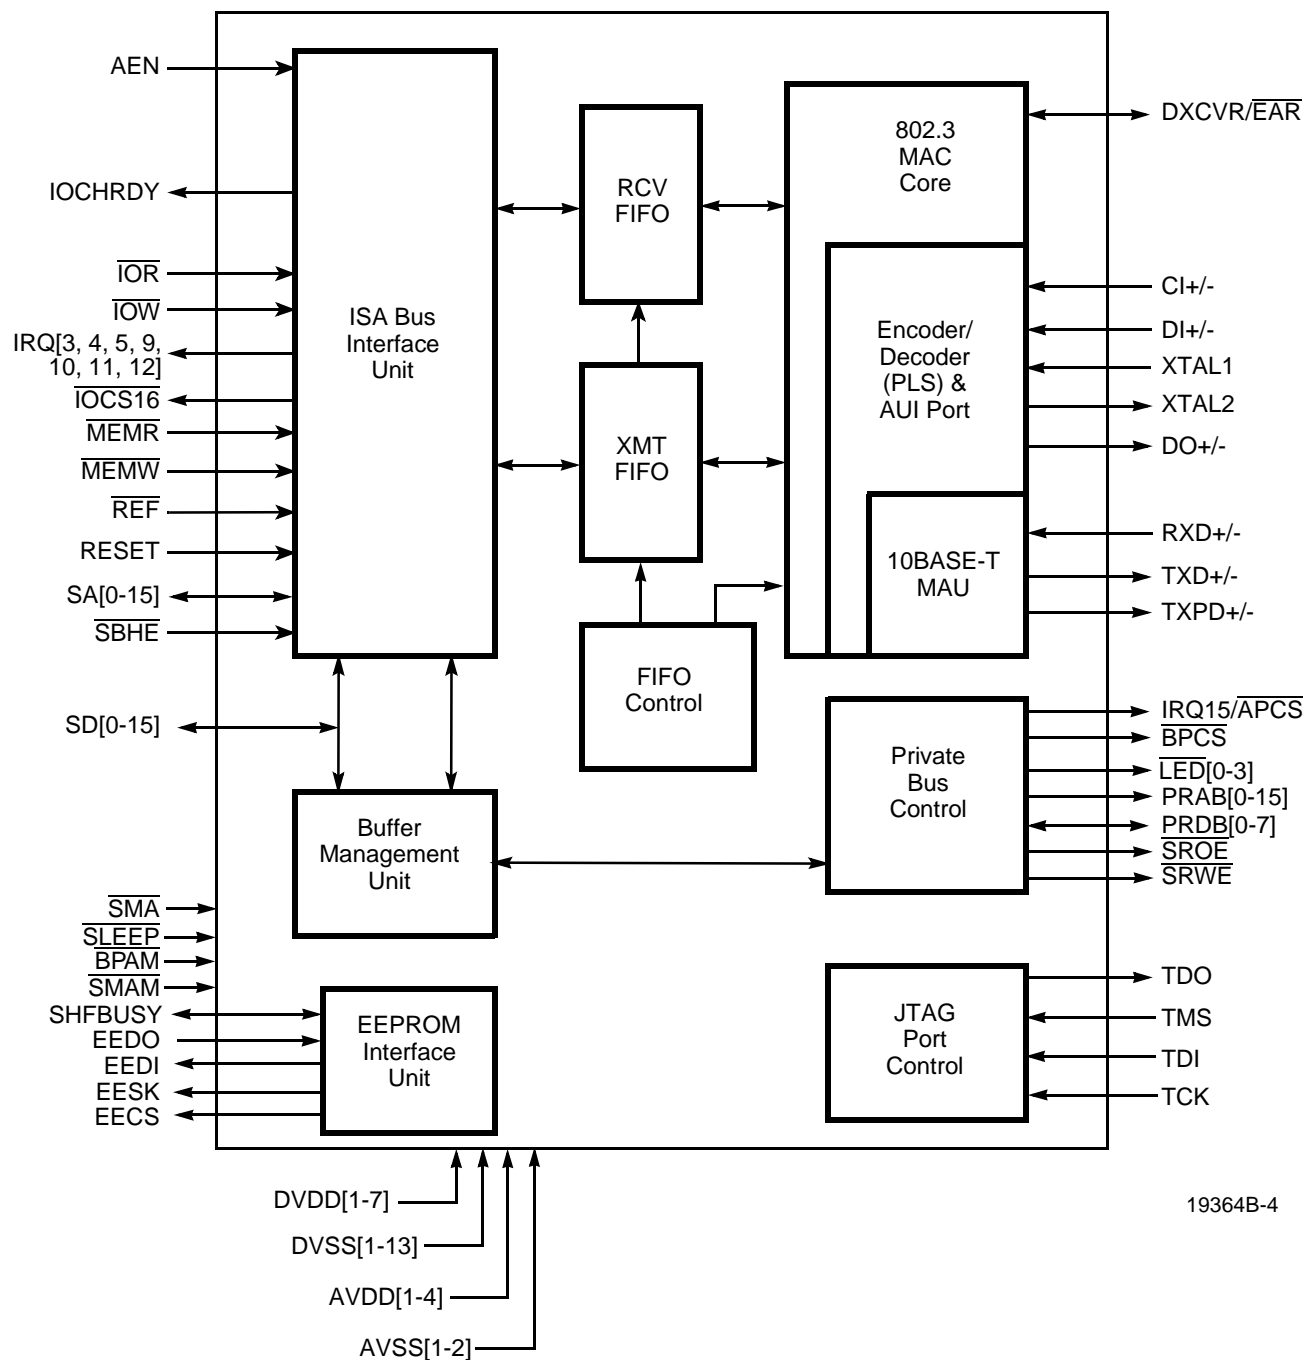 AEN
IOCHRDY
IOR
IOW
IRQ[3, 4, 5, 9,
10, 11, 12]
IOCS16
MEMR
MEMW
REF
RESET
SA[0-15]
SBHE
SD[0-15]
SMA
SLEEP
BPAM
SMAM
SHFBUSY
EEDO
EEDI
EESK
EECS
ISA Bus
Interface
Unit
Buffer
Management
Unit
EEPROM
Interface
Unit
RCV
FIFO
XMT
FIFO
FIFO
Control
802.3
MAC
Core
Encoder/
Decoder
(PLS) &
AUI Port
10BASE-T
MAU
Private
Bus
Control
JTAG
Port
Control
DXCVR/EAR
CI+/-
DI+/-
XTAL1
XTAL2
DO+/-
RXD+/-
TXD+/-
TXPD+/-
IRQ15/APCS
BPCS
LED[0-3]
PRAB[0-15]
PRDB[0-7]
SROE
SRWE
TDO
TMS
TDI
TCK
DVDD[1-7]
DVSS[1-13]
AVDD[1-4]
AVSS[1-2]
19364B-4